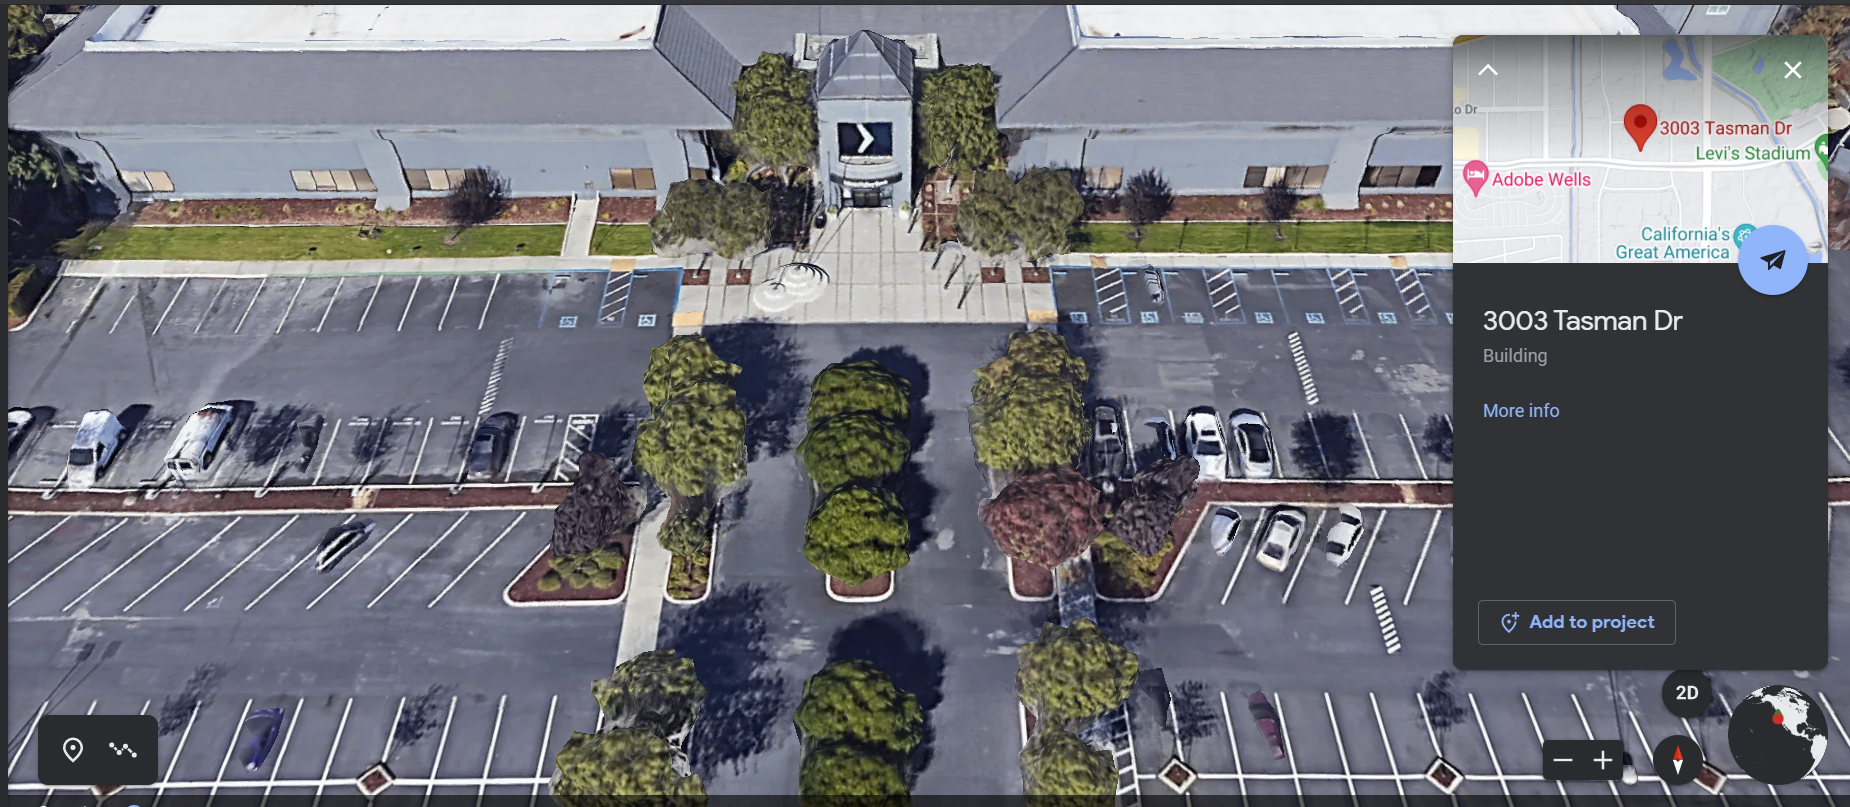 o Dr
3003 Tasman Dr
Levi's Stadium
Adobe Wells
California's
Great America
3003 Tasman Dr
Building
More info
Add to project
2D